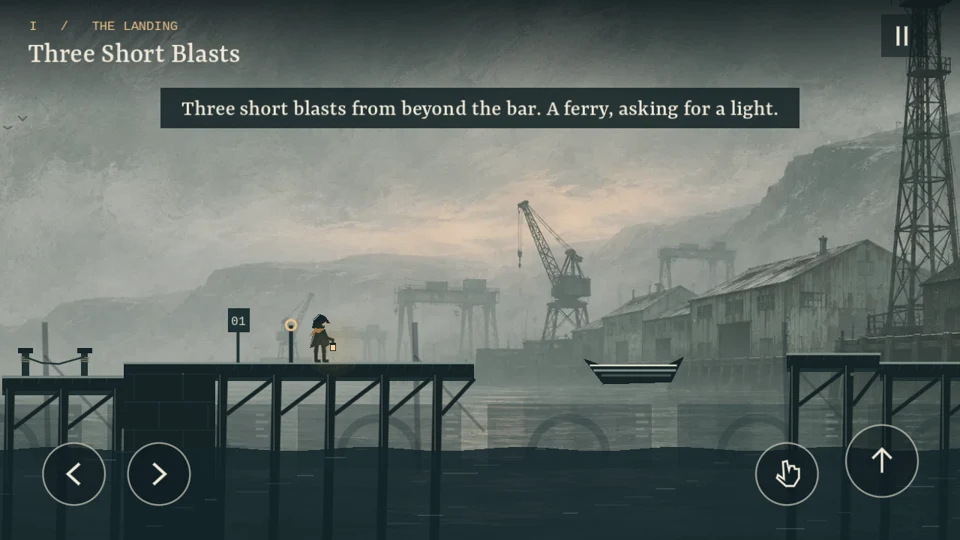 I / THE LANDING
Three Short Blasts
Three short blasts from beyond the bar. A ferry, asking for a light.
01